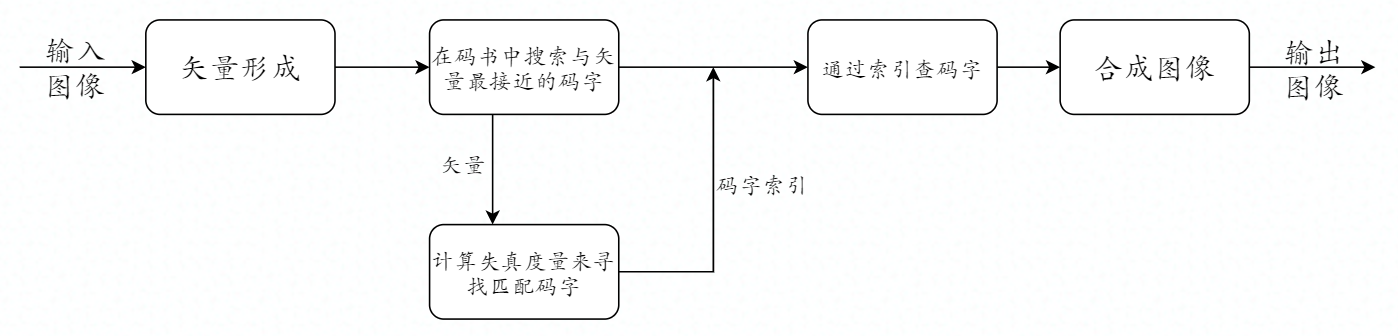 输入
图像
矢量形成
在码书中搜索与矢
量最接近的码字
通过索引查码字
合成图像
输出
图像
矢量
码字索引
计算失真度量来寻
找匹配码字